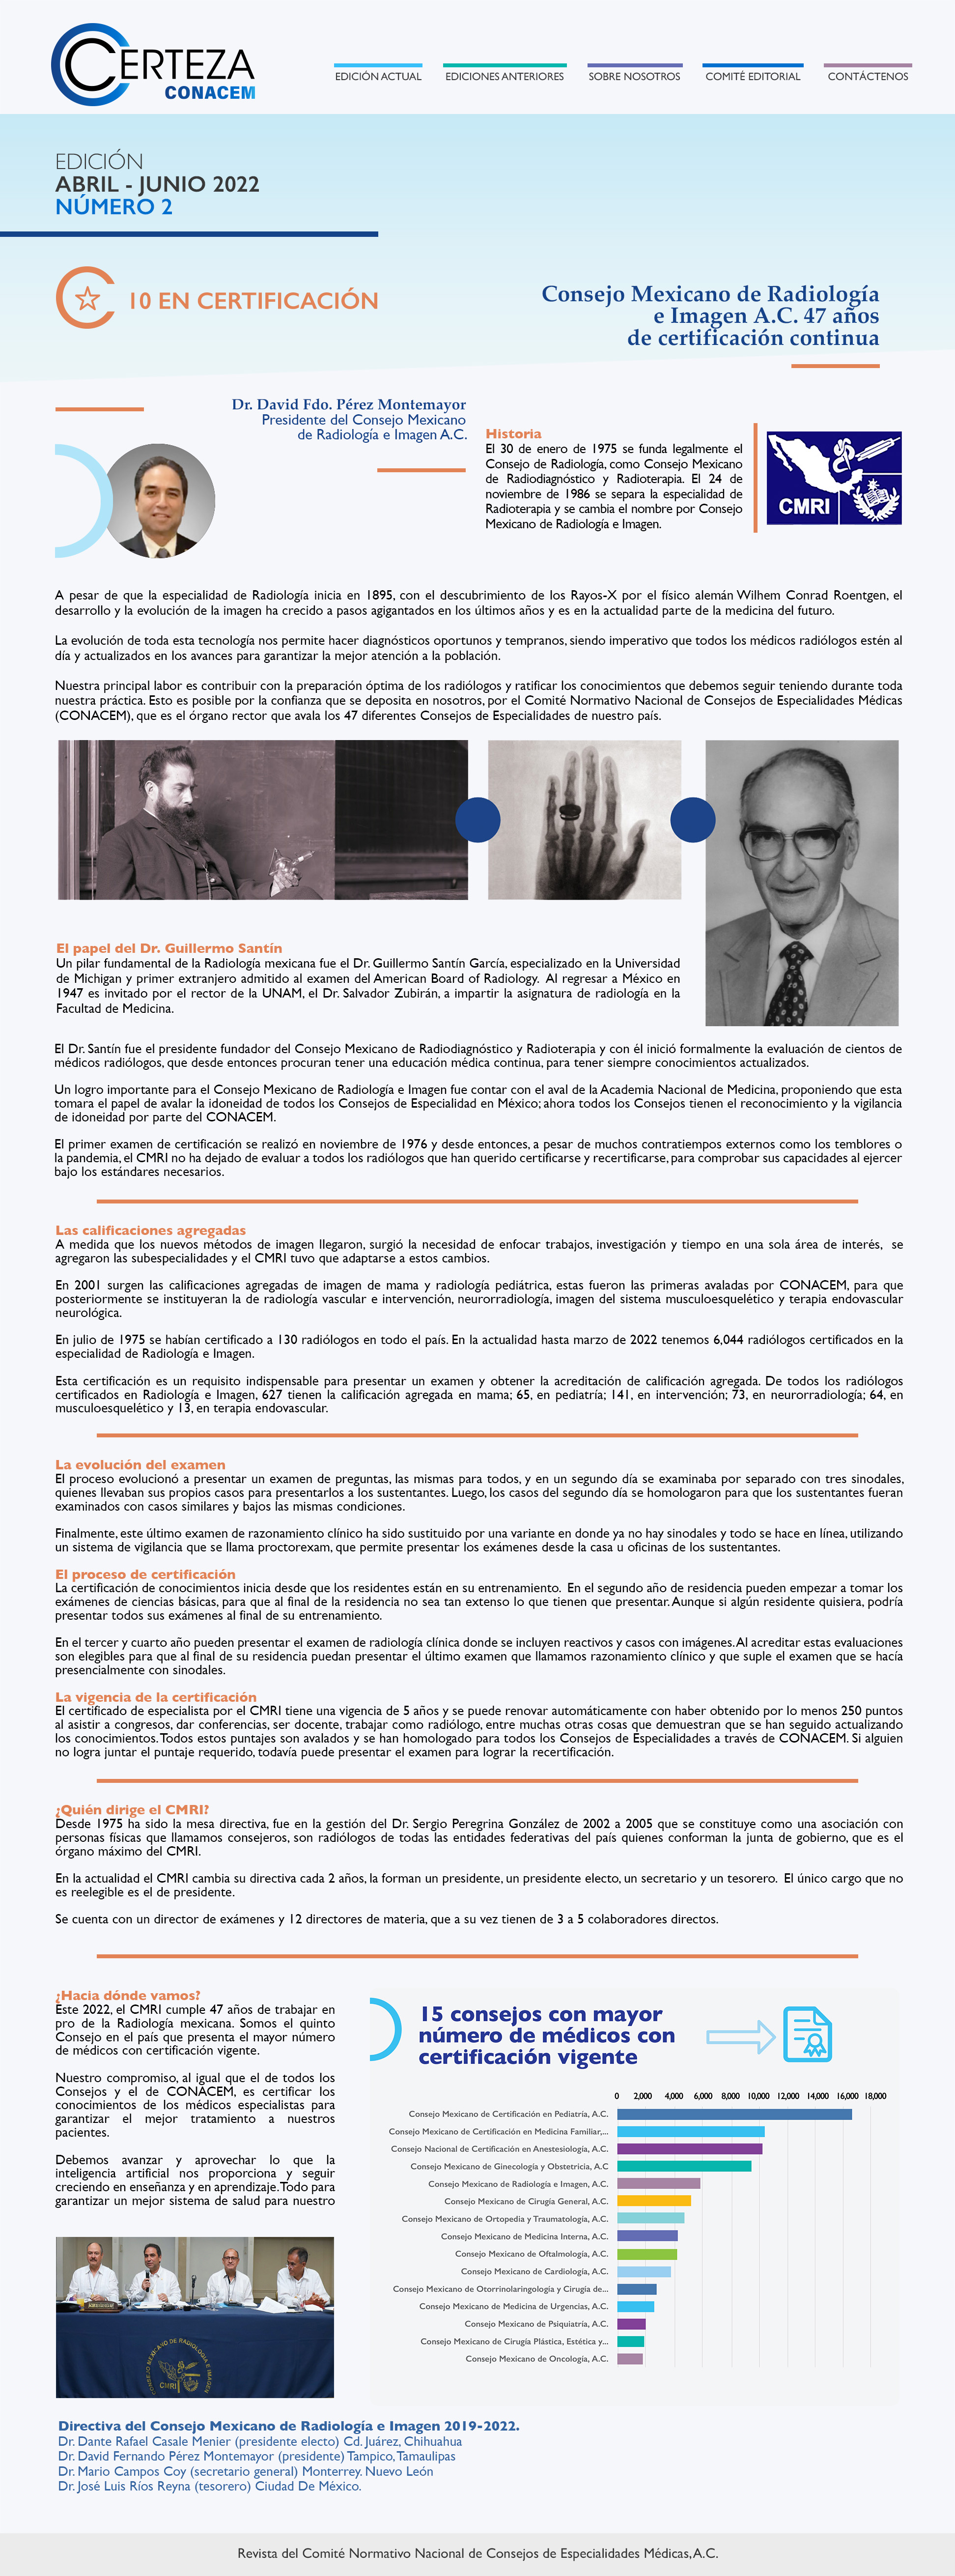 CERTEZA
CONACEM
EDICIÓN ACTUAL
EDICIONES ANTERIORES
SOBRE NOSOTROS
COMITÉ EDITORIAL
CONTÁCTENOS
EDICIÓN
ABRIL - JUNIO 2022
NÚMERO 2
10 EN CERTIFICACIÓN
Consejo Mexicano de Radiología
e Imagen A.C. 47 años
de certificación continua
Dr. David Fdo. Pérez Montemayor
Presidente del Consejo Mexicano
de Radiología e Imagen A.C.
Historia
El 30 de enero de 1975 se funda legalmente el
Consejo de Radiología, como Consejo Mexicano
de Radiodiagnóstico y Radioterapia. El 24 de
noviembre de 1986 se separa la especialidad de
Radioterapia y se cambia el nombre por Consejo
Mexicano de Radiología e Imagen.
CMRI
A pesar de que la especialidad de Radiología inicia en 1895, con el descubrimiento de los Rayos-X por el físico alemán Wilhem Conrad Roentgen, el
desarrollo y la evolución de la imagen ha crecido a pasos agigantados en los últimos años y es en la actualidad parte de la medicina del futuro.
La evolución de toda esta tecnología nos permite hacer diagnósticos oportunos y tempranos, siendo imperativo que todos los médicos radiólogos estén al
día y actualizados en los avances para garantizar la mejor atención a la población.
Nuestra principal labor es contribuir con la preparación óptima de los radiólogos y ratificar los conocimientos que debemos seguir teniendo durante toda
nuestra práctica. Esto es posible por la confianza que se deposita en nosotros, por el Comité Normativo Nacional de Consejos de Especialidades Médicas
(CONACEM), que es el órgano rector que avala los 47 diferentes Consejos de Especialidades de nuestro país.
El papel del Dr. Guillermo Santín
Un pilar fundamental de la Radiología mexicana fue el Dr. Guillermo Santín García, especializado en la Universidad
de Michigan y primer extranjero admitido al examen del American Board of Radiology. Al regresar a México en
1947 es invitado por el rector de la UNAM, el Dr. Salvador Zubirán, a impartir la asignatura de radiología en la
Facultad de Medicina.
El Dr. Santín fue el presidente fundador del Consejo Mexicano de Radiodiagnóstico y Radioterapia y con él inició formalmente la evaluación de cientos de
médicos radiólogos, que desde entonces procuran tener una educación médica continua, para tener siempre conocimientos actualizados.
Un logro importante para el Consejo Mexicano de Radiología e Imagen fue contar con el aval de la Academia Nacional de Medicina, proponiendo que esta
tomara el papel de avalar la idoneidad de todos los Consejos de Especialidad en México; ahora todos los Consejos tienen el reconocimiento y la vigilancia
de idoneidad por parte del CONACEM.
El primer examen de certificación se realizó en noviembre de 1976 y desde entonces, a pesar de muchos contratiempos externos como los temblores o
la pandemia, el CMRI no ha dejado de evaluar a todos los radiólogos que han querido certificarse y recertificarse, para comprobar sus capacidades al ejercer
bajo los estándares necesarios.
Las calificaciones agregadas
A medida que los nuevos métodos de imagen llegaron, surgió la necesidad de enfocar trabajos, investigación y tiempo en una sola área de interés, se
agregaron las subespecialidades y el CMRI tuvo que adaptarse a estos cambios.
En 2001 surgen las calificaciones agregadas de imagen de mama y radiología pediátrica, estas fueron las primeras avaladas por CONACEM, para que
posteriormente se instituyeran la de radiología vascular e intervención, neurorradiología, imagen del sistema musculoesquelético y terapia endovascular
neurológica.
En julio de 1975 se habían certificado a 130 radiólogos en todo el país. En la actualidad hasta marzo de 2022 tenemos 6,044 radiólogos certificados en la
especialidad de Radiología e Imagen.
Esta certificación es un requisito indispensable para presentar un examen y obtener la acreditación de calificación agregada. De todos los radiólogos
certificados en Radiología e Imagen, 627 tienen la calificación agregada en mama; 65, en pediatría; 141, en intervención; 73, en neurorradiología; 64, en
musculoesquelético y 13, en terapia endovascular.
La evolución del examen
El proceso evolucionó a presentar un examen de preguntas, las mismas para todos, y en un segundo día se examinaba por separado con tres sinodales,
quienes llevaban sus propios casos para presentarlos a los sustentantes. Luego, los casos del segundo día se homologaron para que los sustentantes fueran
examinados con casos similares y bajos las mismas condiciones.
Finalmente, este último examen de razonamiento clínico ha sido sustituido por una variante en donde ya no hay sinodales y todo se hace en línea, utilizando
un sistema de vigilancia que se llama proctorexam, que permite presentar los exámenes desde la casa u oficinas de los sustentantes.
El proceso de certificación
La certificación de conocimientos inicia desde que los residentes están en su entrenamiento. En el segundo año de residencia pueden empezar a tomar los
exámenes de ciencias básicas, para que al final de la residencia no sea tan extenso lo que tienen que presentar. Aunque si algún residente quisiera, podría
presentar todos sus exámenes al final de su entrenamiento.
En el tercer y cuarto año pueden presentar el examen de radiología clínica donde se incluyen reactivos y casos con imágenes. Al acreditar estas evaluaciones
son elegibles para que al final de su residencia puedan presentar el último examen que llamamos razonamiento clínico y que suple el examen que se hacía
presencialmente con sinodales.
La vigencia de la certificación
El certificado de especialista por el CMRI tiene una vigencia de 5 años y se puede renovar automáticamente con haber obtenido por lo menos 250 puntos
al asistir a congresos, dar conferencias, ser docente, trabajar como radiólogo, entre muchas otras cosas que demuestran que se han seguido actualizando
los conocimientos. Todos estos puntajes son avalados y se han homologado para todos los Consejos de Especialidades a través de CONACEM. Si alguien
no logra juntar el puntaje requerido, todavía puede presentar el examen para lograr la recertificación.
¿Quién dirige el CMRI?
Desde 1975 ha sido la mesa directiva, fue en la gestión del Dr. Sergio Peregrina González de 2002 a 2005 que se constituye como una asociación con
personas físicas que llamamos consejeros, son radiólogos de todas las entidades federativas del país quienes conforman la junta de gobierno, que es el
órgano máximo del CMRI.
En la actualidad el CMRI cambia su directiva cada 2 años, la forman un presidente, un presidente electo, un secretario y un tesorero. El único cargo que no
es reelegible es el de presidente.
Se cuenta con un director de exámenes y 12 directores de materia, que a su vez tienen de 3 a 5 colaboradores directos.
¿Hacia dónde vamos?
Este 2022, el CMRI cumple 47 años de trabajar en
pro de la Radiología mexicana. Somos el quinto
Consejo en el país que presenta el mayor número
de médicos con certificación vigente.
Nuestro compromiso, al igual que el de todos los
Consejos y el de CONACEM, es certificar los
conocimientos de los médicos especialistas para
garantizar el mejor tratamiento a nuestros
pacientes.
Debemos avanzar y aprovechar lo que la
inteligencia artificial nos proporciona y seguir
creciendo en enseñanza y en aprendizaje. Todo para
garantizar un mejor sistema de salud para nuestro
15 consejos con mayor
número de médicos con
certificación vigente
0 2,000 4,000 6,000 8,000 10,000 12,000 14,000 16,000 18,000
Consejo Mexicano de Certificación en Pediatría, A.C.
Consejo Mexicano de Certificación en Medicina Familiar,...
Consejo Nacional de Certificación en Anestesiología, A.C.
Consejo Mexicano de Ginecología y Obstetricia, A.C
Consejo Mexicano de Radiología e Imagen, A.C.
Consejo Mexicano de Cirugía General, A.C.
Consejo Mexicano de Ortopedia y Traumatología, A.C.
Consejo Mexicano de Medicina Interna, A.C.
Consejo Mexicano de Oftalmología, A.C.
Consejo Mexicano de Cardiología, A.C.
Consejo Mexicano de Otorrinolaringología y Cirugía de...
Consejo Mexicano de Medicina de Urgencias, A.C.
Consejo Mexicano de Psiquiatría, A.C.
Consejo Mexicano de Cirugía Plástica, Estética y...
Consejo Mexicano de Oncología, A.C.
CONSEJO MEXICANO DE RADIOLOGIA E IMAGEN
CMRI
Directiva del Consejo Mexicano de Radiología e Imagen 2019-2022.
Dr. Dante Rafael Casale Menier (presidente electo) Cd. Juárez, Chihuahua
Dr. David Fernando Pérez Montemayor (presidente) Tampico, Tamaulipas
Dr. Mario Campos Coy (secretario general) Monterrey. Nuevo León
Dr. José Luis Ríos Reyna (tesorero) Ciudad De México.
Revista del Comité Normativo Nacional de Consejos de Especialidades Médicas, A.C.